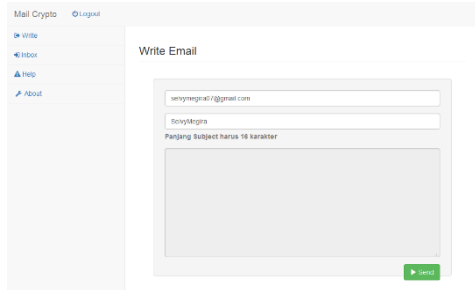 Mail Crypto Logout
Write
Inbox
Help
About
Write Email
selvymegira07@gmail.com
SelvyMegira
Panjang Subject harus 16 karakter
Send